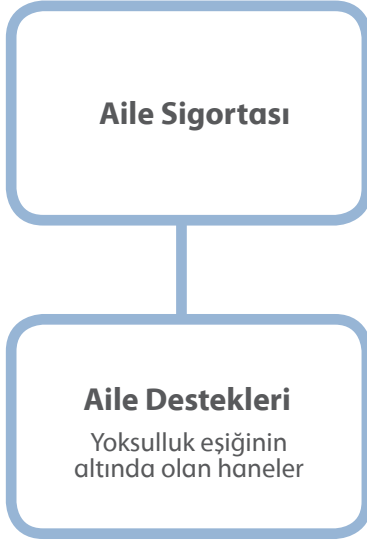 Aile Sigortası
Aile Destekleri
Yoksulluk eşiğinin
altında olan haneler